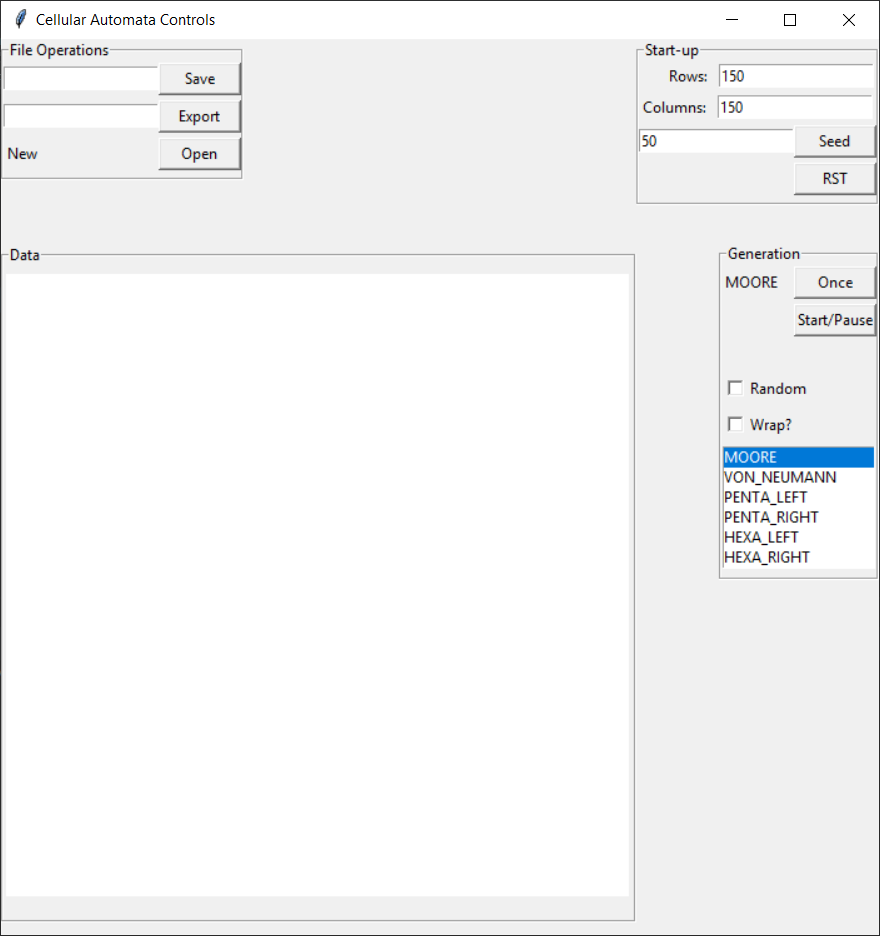 Cellular Automata Controls
File Operations
Save
Export
New
Open
Start-up
Rows:
150
Columns:
150
50
Seed
RST
Data
Generation
MOORE
Once
Start/Pause
Random
Wrap?
MOORE
VON_NEUMANN
PENTA_LEFT
PENTA_RIGHT
HEXA_LEFT
HEXA_RIGHT